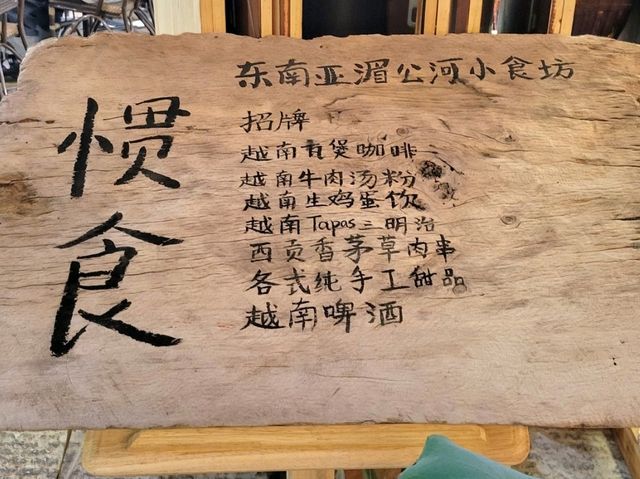 惯食
东南亚湄公河小食坊
招牌
越南贡煲咖啡
越南牛肉汤粉
越南生鸡蛋饮
越南Tapas三明治
西贡香茅草肉串
各式纯手工甜品
越南啤酒